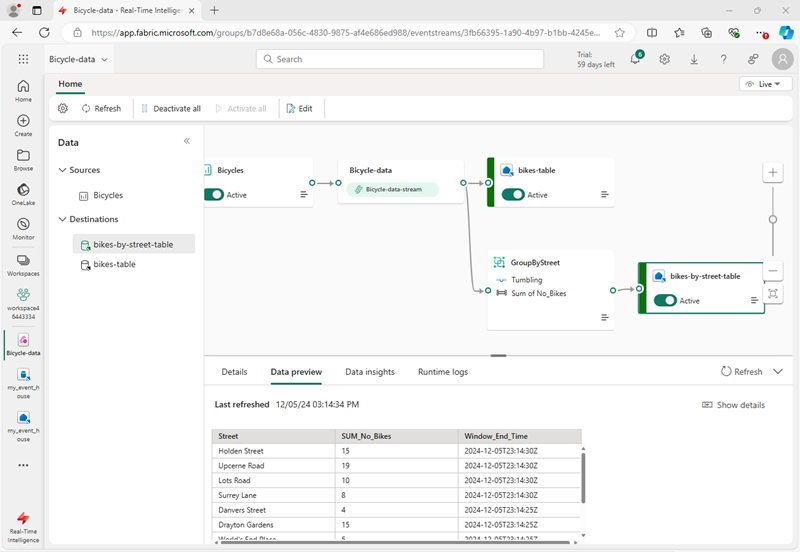 Bicycle-data - Real-Time Intelli
https://app.fabric.microsoft.com/groups/b7d8e68a-056c-4830-9875-af4e686ed988/eventstreams/3fb66395-1a90-4b97-b1bb-4245e...
Bicycle-data
Search
Trial:
59 days left
6
Home
Live
Refresh
Deactivate all
Activate all
Edit
Home
Create
Browse
OneLake
Monitor
Workspaces
workspace4
6443334
Bicycle-data
my_event_h
ouse
my_event_h
ouse
Real-Time
Intelligence
Data
Sources
Bicycles
Destinations
bikes-by-street-table
bikes-table
Bicycles
Active
Bicycle-data
Bicycle-data-stream
bikes-table
Active
GroupByStreet
Tumbling
Sum of No_Bikes
bikes-by-street-table
Active
Details
Data preview
Data insights
Runtime logs
Refresh
Last refreshed 12/05/24 03:14:34 PM
Show details
Street SUM_No_Bikes Window_End_Time
Holden Street 15 2024-12-05T23:14:30Z
Upcerne Road 19 2024-12-05T23:14:30Z
Lots Road 10 2024-12-05T23:14:30Z
Surrey Lane 8 2024-12-05T23:14:30Z
Danvers Street 4 2024-12-05T23:14:25Z
Drayton Gardens 15 2024-12-05T23:14:25Z
World's End Place 5 2024-12-05T23:14:25Z